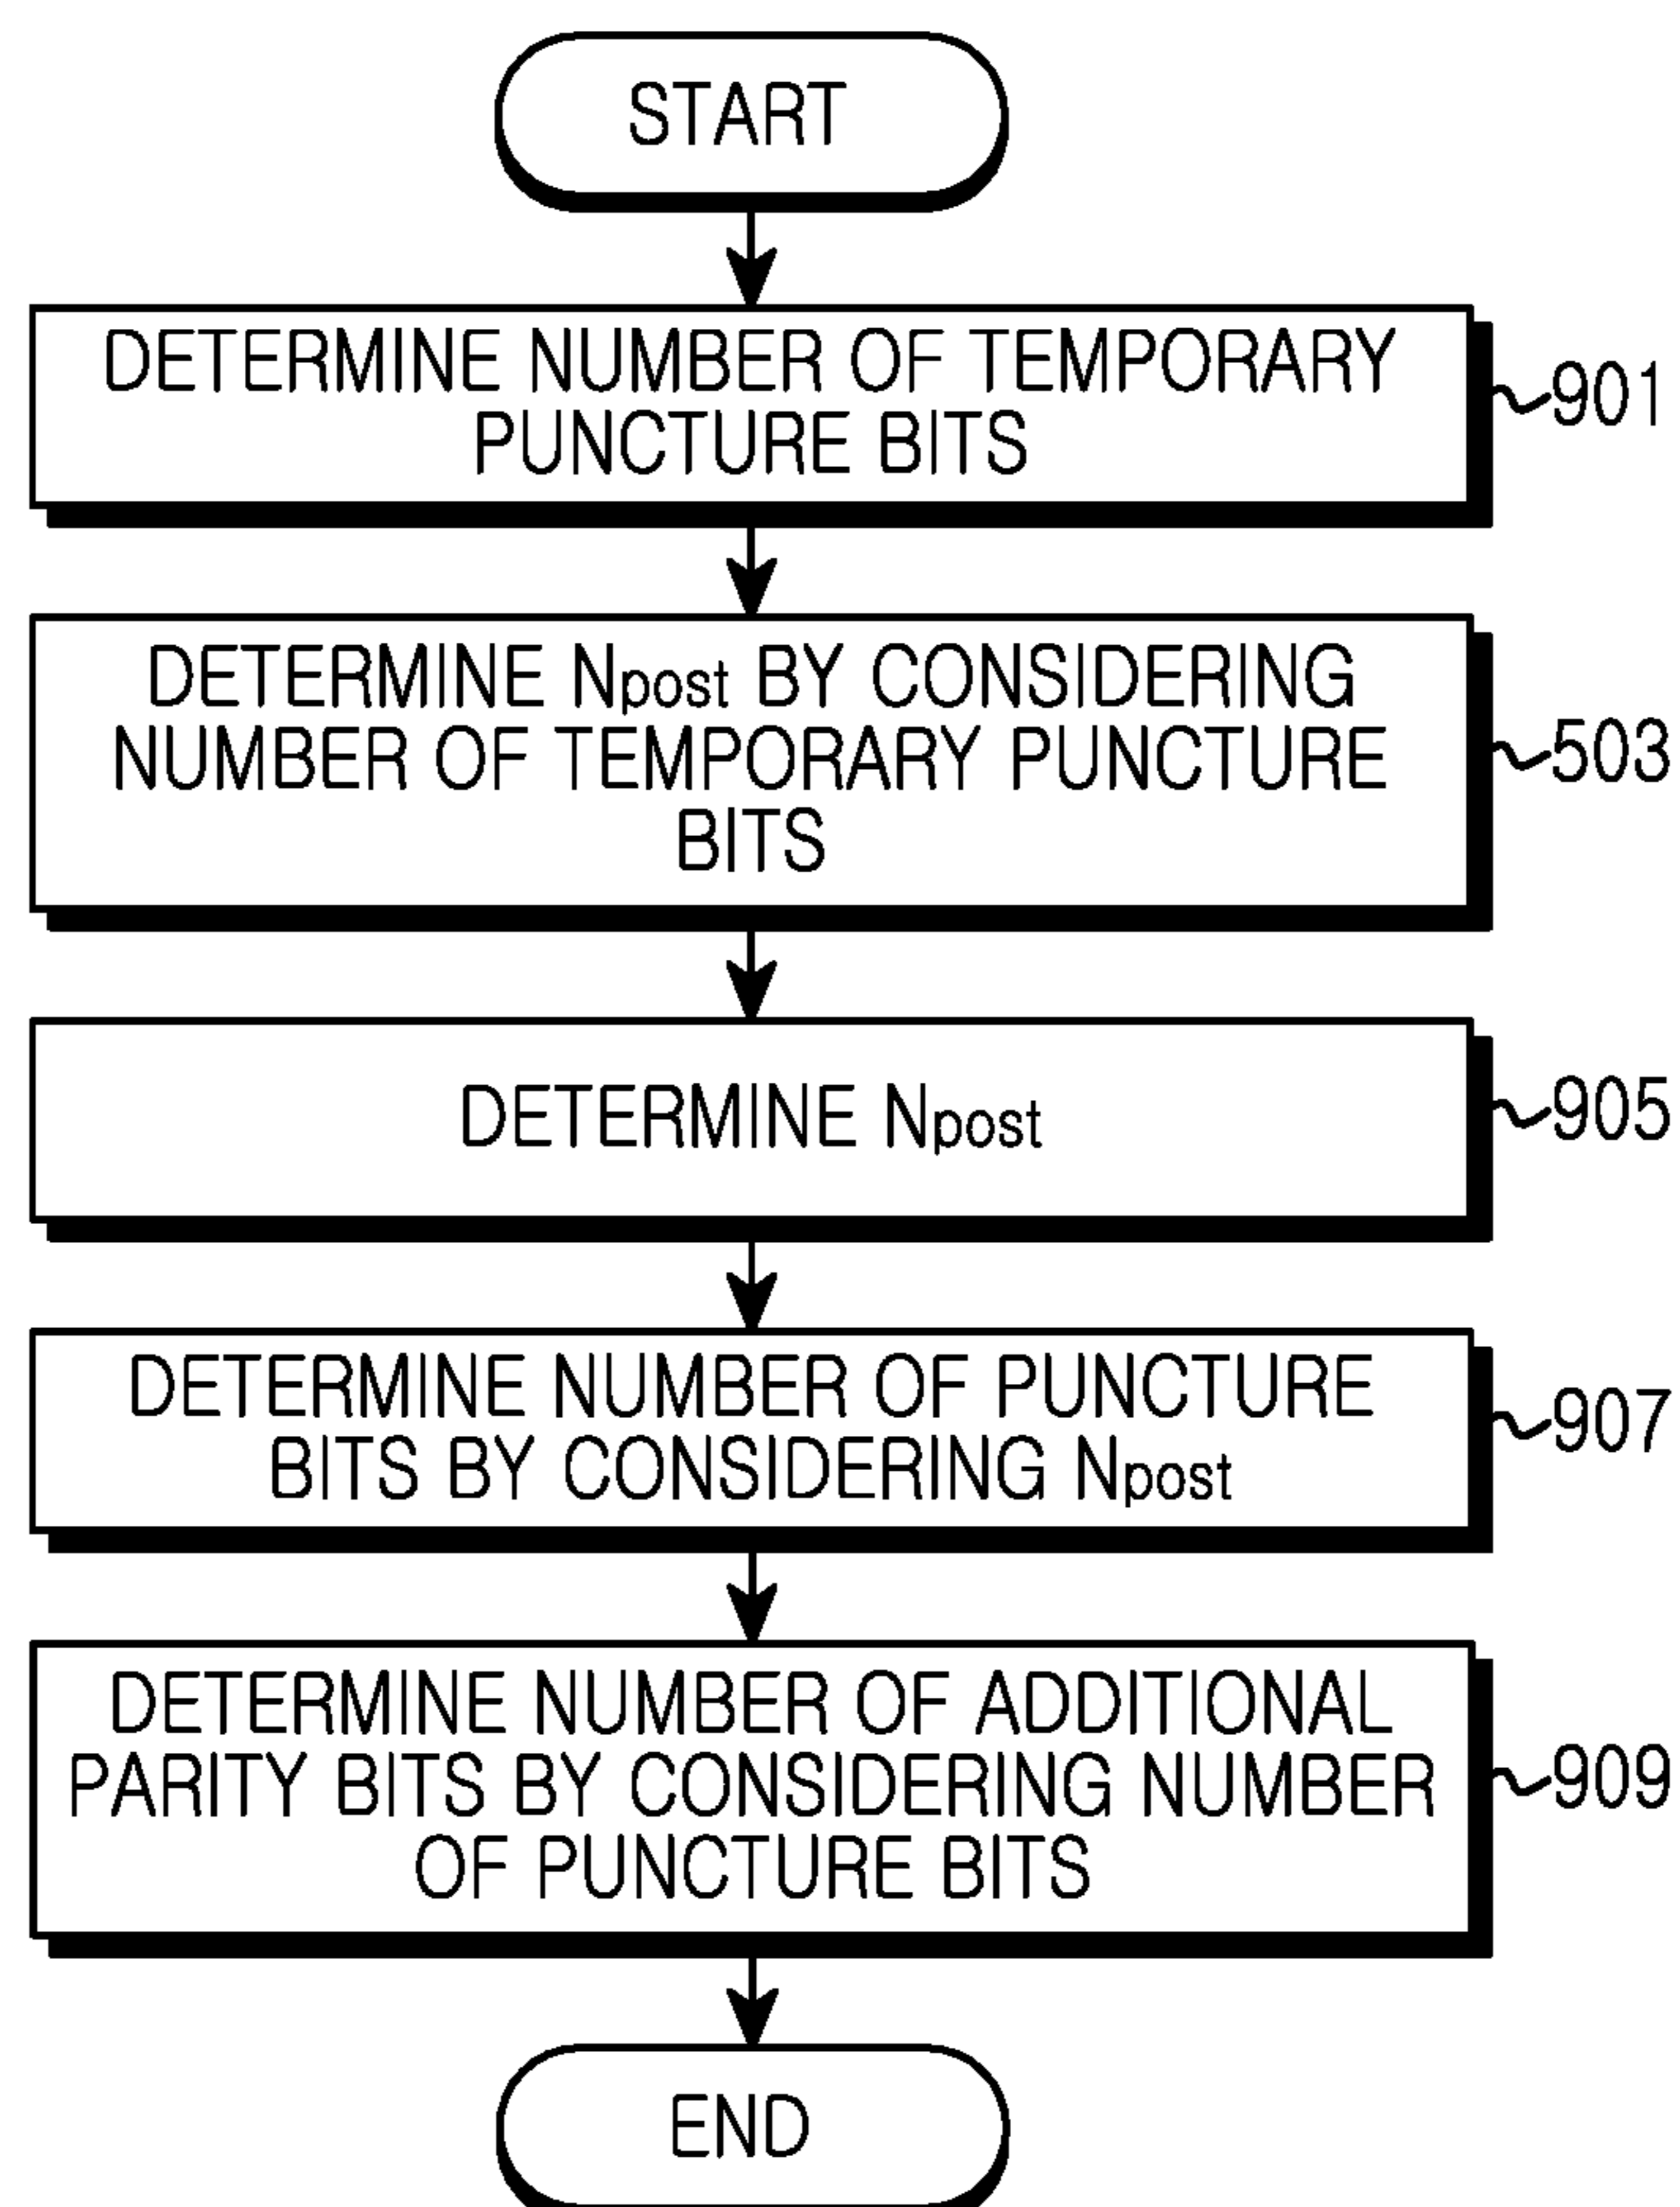 START
DETERMINE NUMBER OF TEMPORARY
PUNCTURE BITS
901
DETERMINE Npost BY CONSIDERING
NUMBER OF TEMPORARY PUNCTURE
BITS
503
DETERMINE Npost
905
DETERMINE NUMBER OF PUNCTURE
BITS BY CONSIDERING Npost
907
DETERMINE NUMBER OF ADDITIONAL
PARITY BITS BY CONSIDERING NUMBER
OF PUNCTURE BITS
909
END